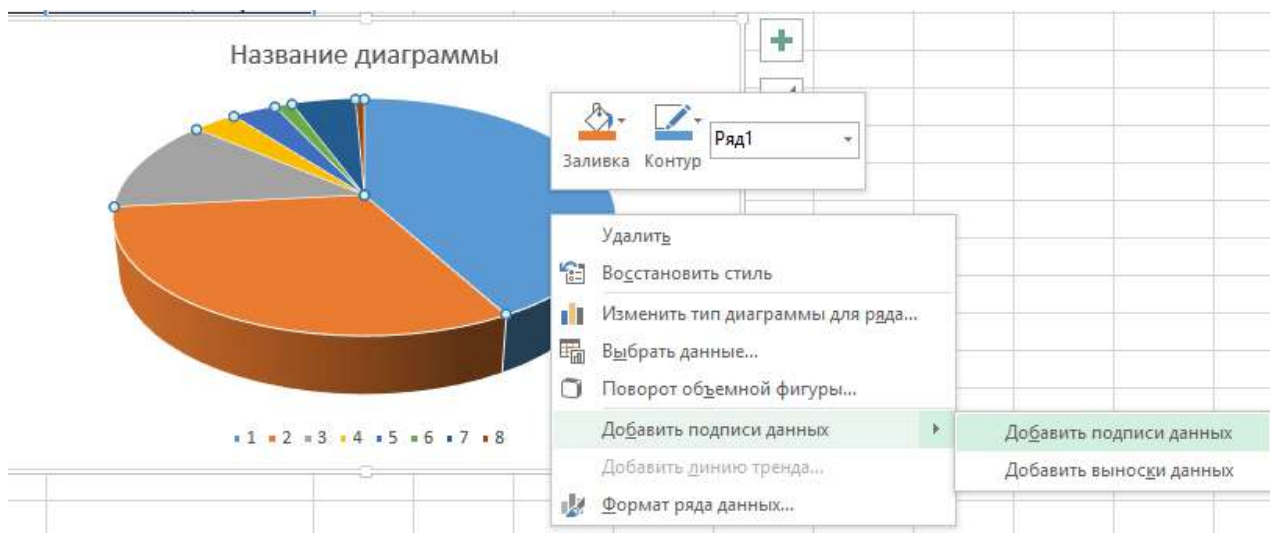 Название диаграммы
Ряд1
Заливка Контур
Удалить
Восстановить стиль
Изменить тип диаграммы для ряда...
Выбрать данные...
Поворот объемной фигуры...
Добавить подписи данных
Добавить подписи данных
Добавить линию тренда...
Добавить выноски данных
Формат ряда данных...
1 2 3 4 5 6 7 8